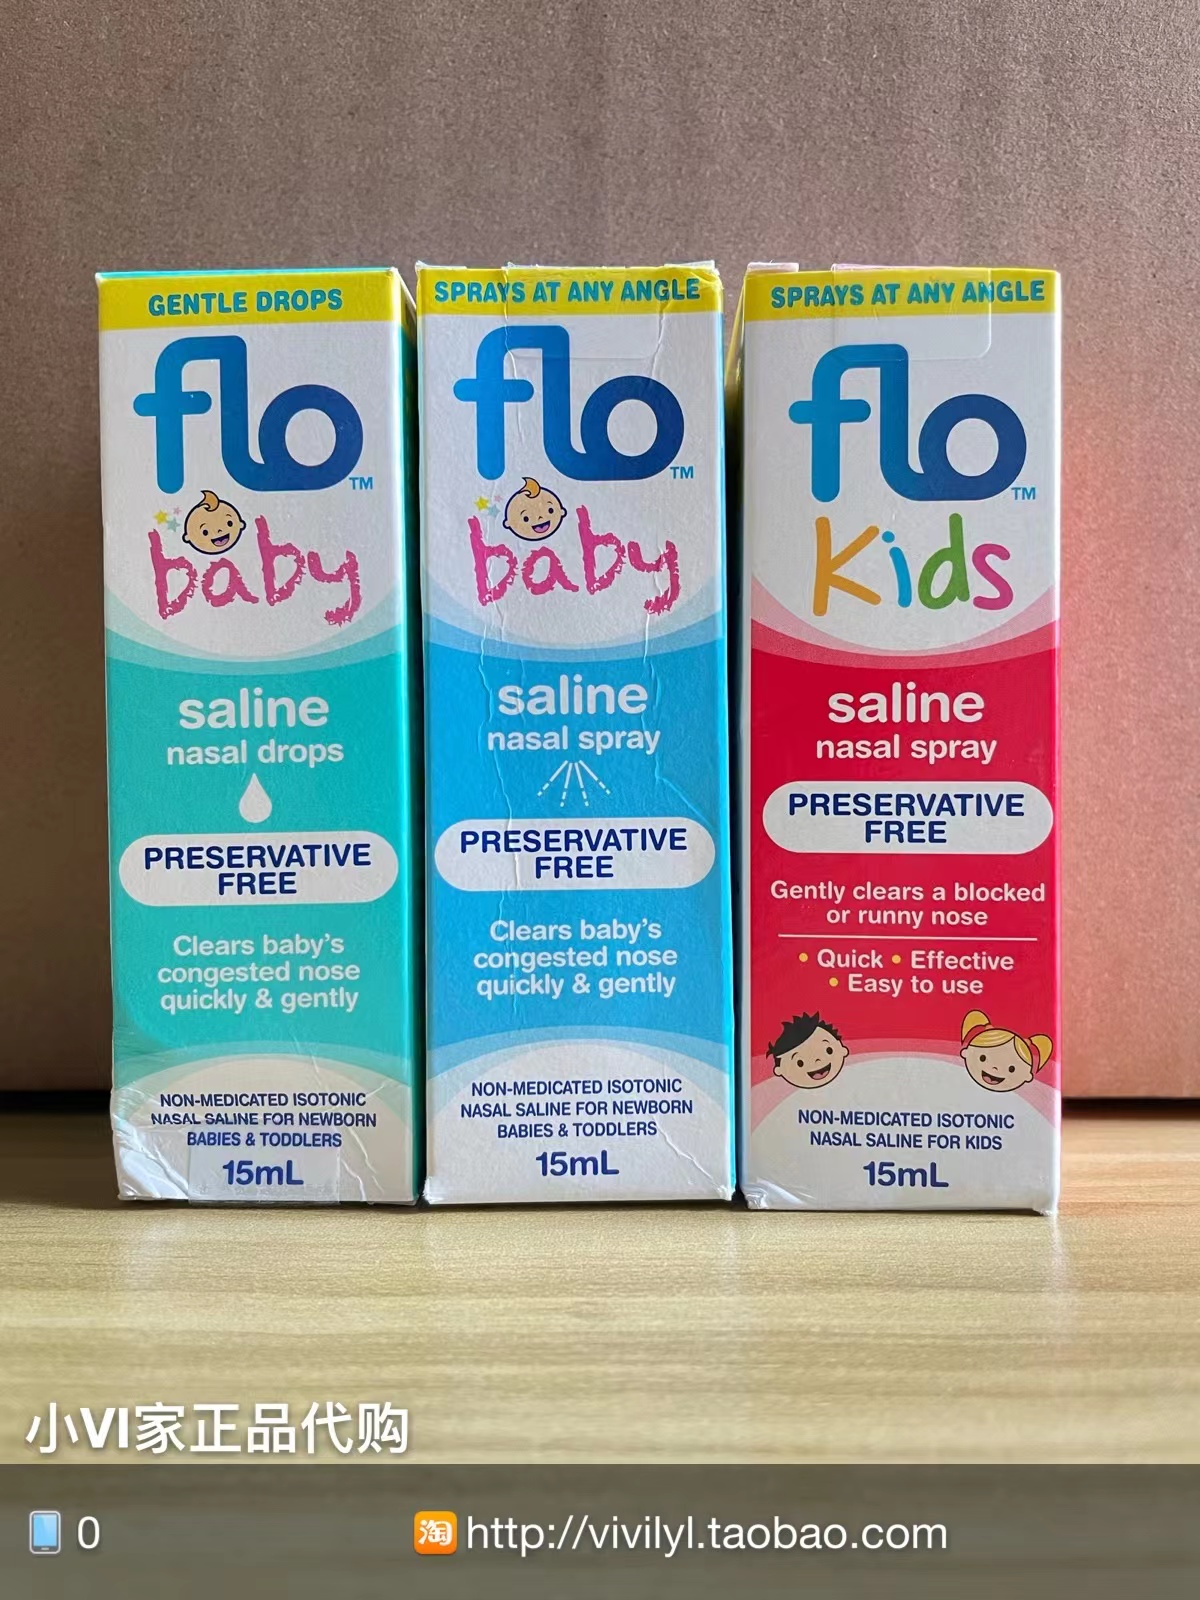 GENTLE DROPS
flo
TM
baby
saline
nasal drops
PRESERVATIVE
FREE
Clears baby's
congested nose
quickly & gently
NON-MEDICATED ISOTONIC
NASAL SALINE FOR NEWBORN
BABIES & TODDLERS
15mL
SPRAYS AT ANY ANGLE
flo
TM
baby
saline
nasal spray
PRESERVATIVE
FREE
Clears baby's
congested nose
quickly & gently
NON-MEDICATED ISOTONIC
NASAL SALINE FOR NEWBORN
BABIES & TODDLERS
15mL
SPRAYS AT ANY ANGLE
flo
TM
Kids
saline
nasal spray
PRESERVATIVE
FREE
Gently clears a blocked
or runny nose
• Quick • Effective
• Easy to use
NON-MEDICATED ISOTONIC
NASAL SALINE FOR KIDS
15mL
小VI家正品代购
0
淘 http://vivilyl.taobao.com